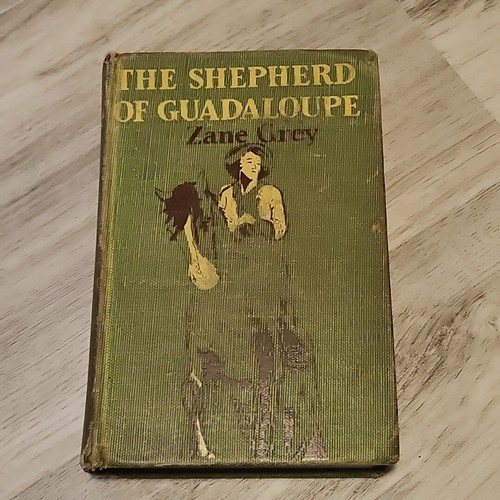 THE SHEPHERD
OF GUADALOUPE
Zane Grey